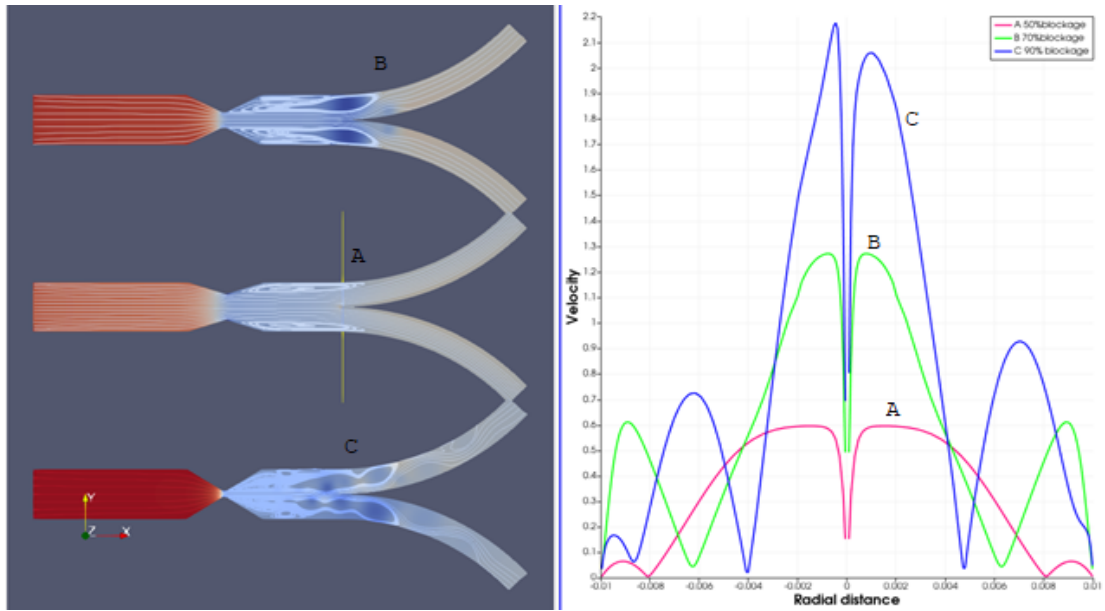 B
A
C
Y
Z X
A 50%blockage
B 70%blockage
C 90% blockage
C
B
A
Velocity
2.2
2.1
2
1.9
1.8
1.7
1.6
1.5
1.4
1.3
1.2
1.1
1
0.9
0.8
0.7
0.6
0.5
0.4
0.3
0.2
0.1
0
-0.01 -0.008 -0.006 -0.004 -0.002 0 0.002 0.004 0.006 0.008 0.01
Radial distance